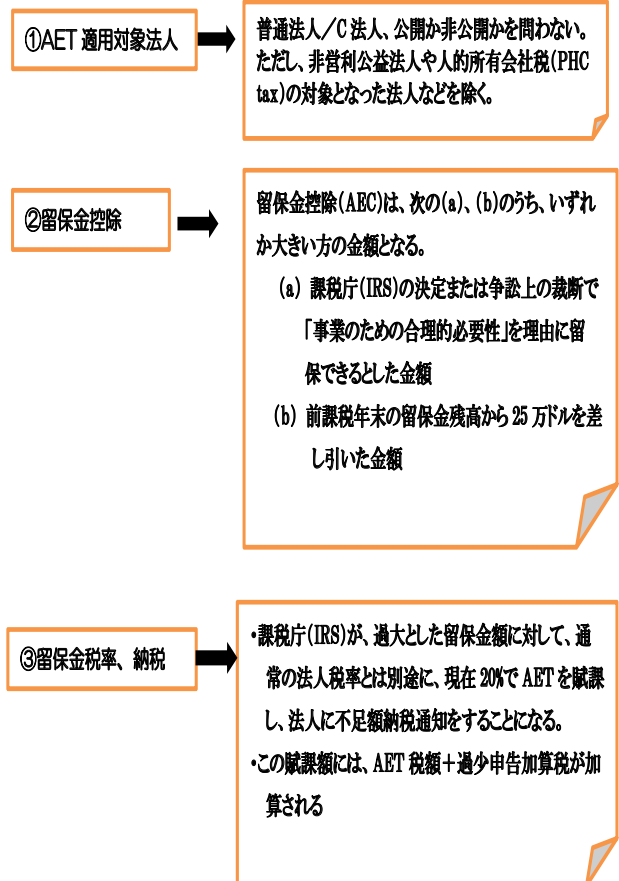 ①AET 適用対象法人
普通法人／C 法人、公開か非公開かを問わない。
ただし、非営利公益法人や人的所有会社税(PHC
tax)の対象となった法人などを除く。
②留保金控除
留保金控除(AEC)は、次の(a)、(b)のうち、いずれ
か大きい方の金額となる。
(a) 課税庁(IRS)の決定または争訟上の裁断で
「事業のための合理的必要性」を理由に留
保できるとした金額
(b) 前課税年末の留保金残高から 25 万ドルを差
し引いた金額
③留保金税率、納税
・課税庁(IRS)が、過大とした留保金額に対して、通
常の法人税率とは別途に、現在 20%で AET を賦課
し、法人に不足額納税通知をすることになる。
・この賦課額には、AET 税額＋過少申告加算税が加
算される